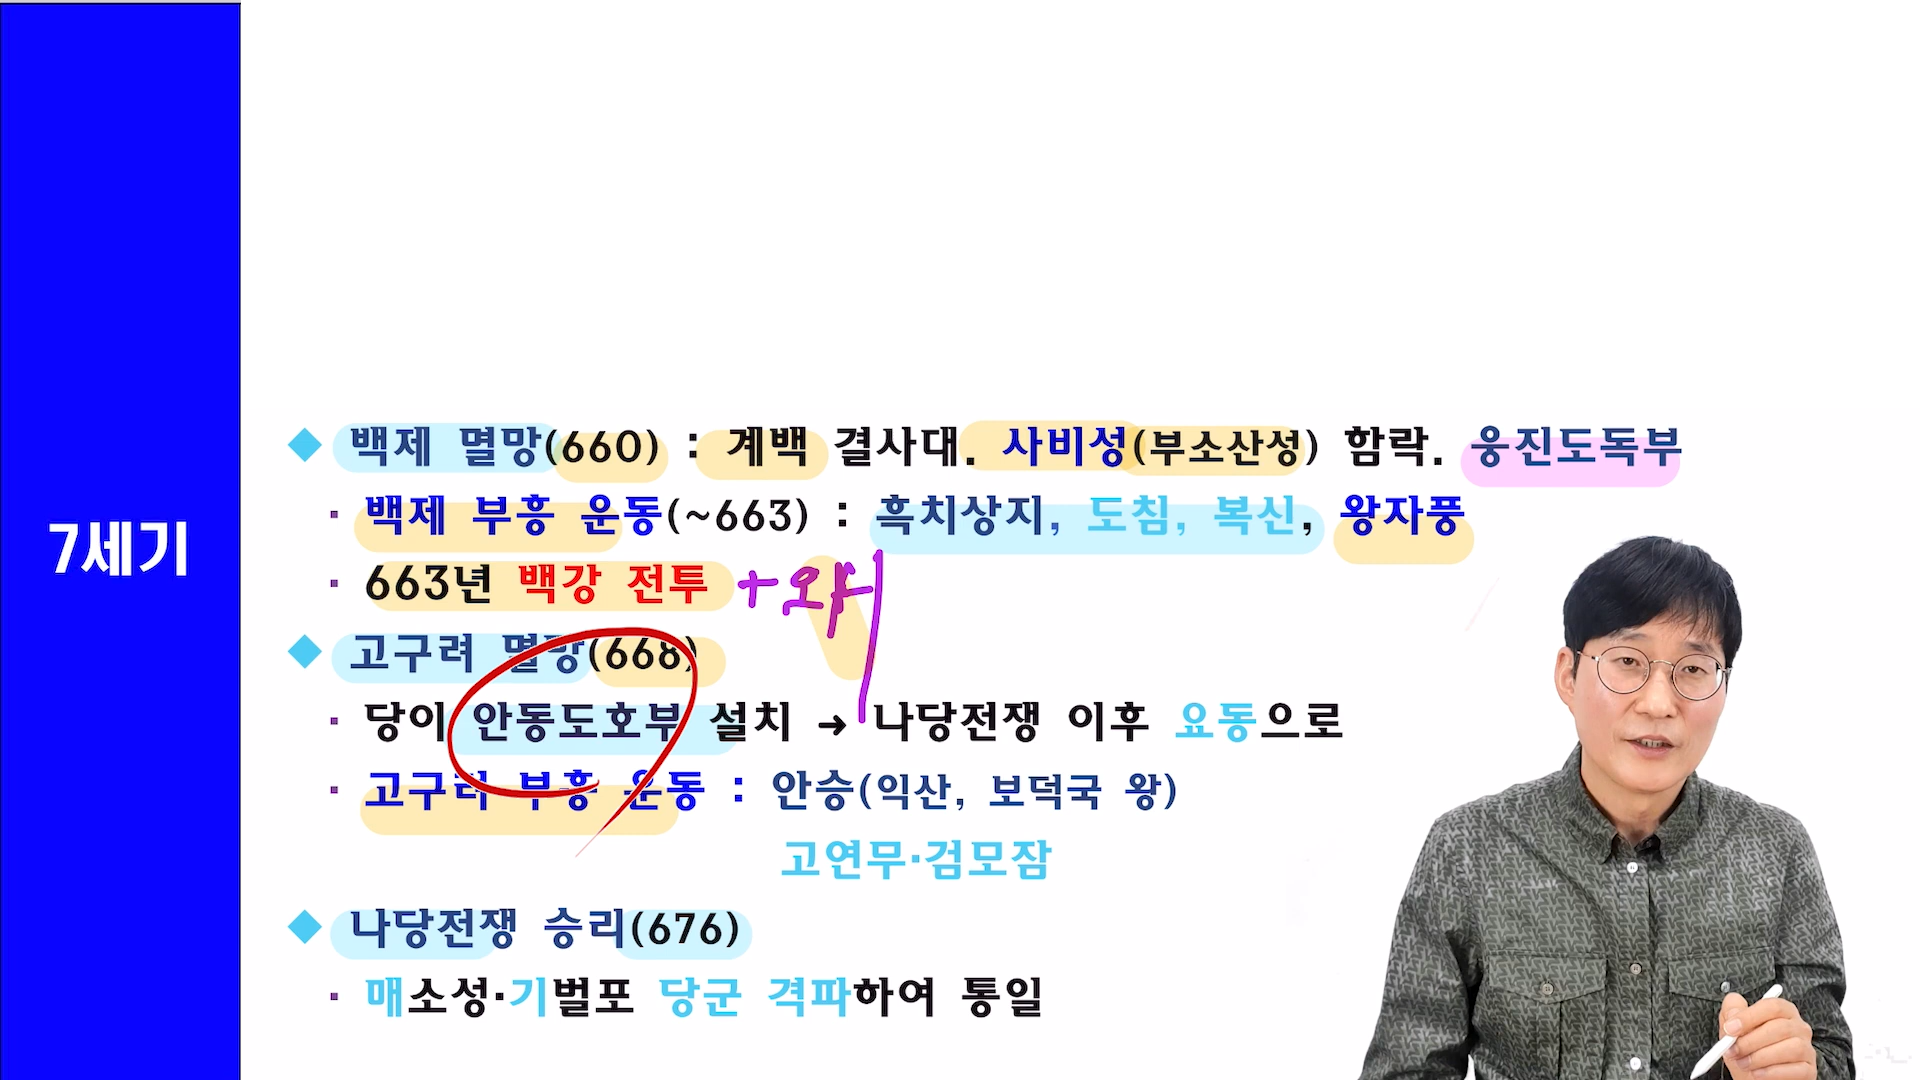 7세기
◆ 백제 멸망(660) : 계백 결사대. 사비성(부소산성) 함락. 웅진도독부
· 백제 부흥 운동(~663) : 흑치상지, 도침, 복신, 왕자풍
· 663년 백강 전투 + 왜
◆ 고구려 멸망(668)
· 당이 안동도호부 설치 → 나당전쟁 이후 요동으로
· 고구려 부흥 운동 : 안승(익산, 보덕국 왕)
고연무·검모잠
◆ 나당전쟁 승리(676)
· 매소성·기벌포 당군 격파하여 통일